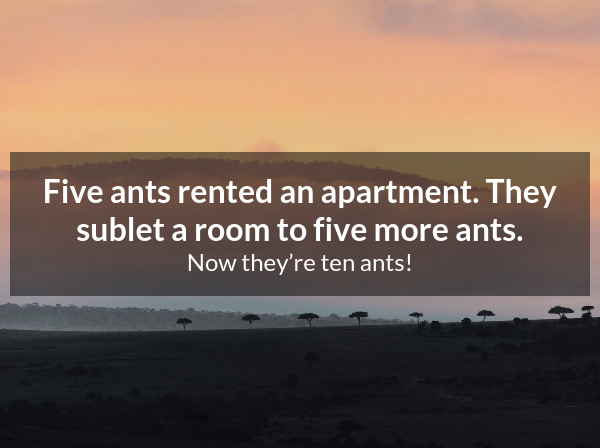 Five ants rented an apartment. They
sublet a room to five more ants.
Now they’re ten ants!